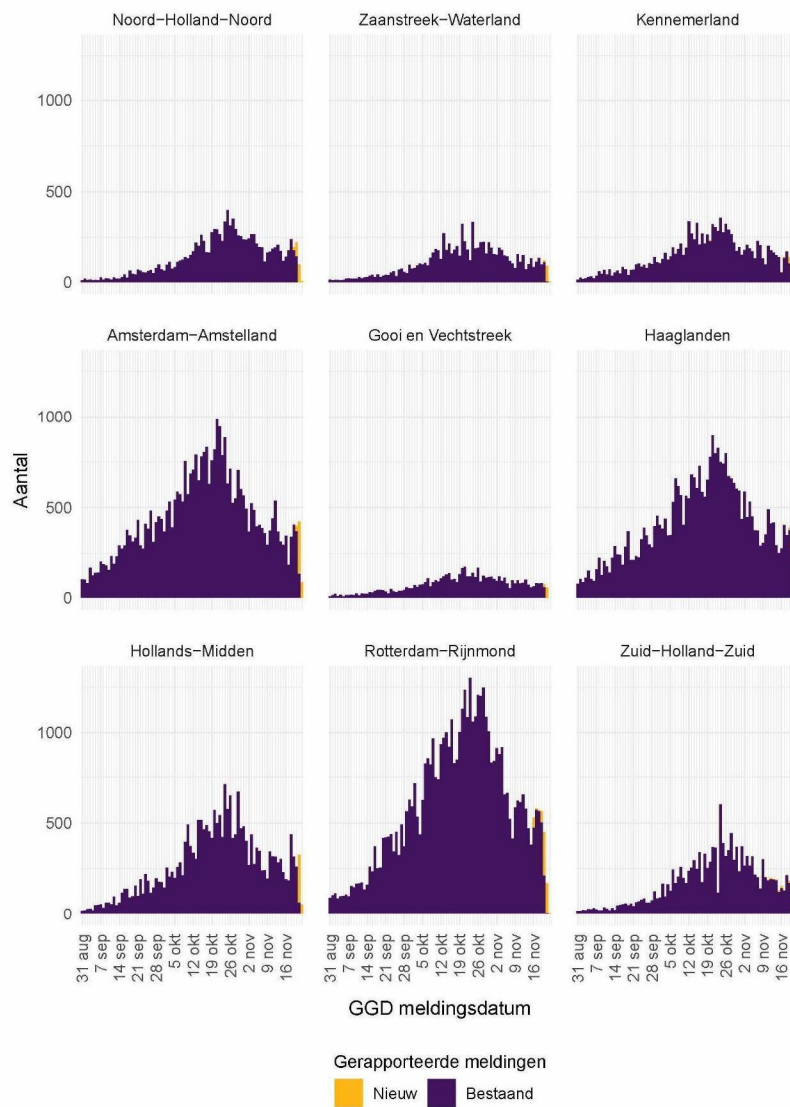 Noord-Holland-Noord Zaanstreek-Waterland Kennemerland
1000
500
0
Amsterdam-Amstelland Gooi en Vechtstreek Haaglanden
1000
500
0
Aantal
Hollands-Midden Rotterdam-Rijnmond Zuid-Holland-Zuid
1000
500
0
31 aug 7 sep 14 sep 21 sep 28 sep 5 okt 12 okt 19 okt 26 okt 2 nov 9 nov 16 nov 31 aug 7 sep 14 sep 21 sep 28 sep 5 okt 12 okt 19 okt 26 okt 2 nov 9 nov 16 nov 31 aug 7 sep 14 sep 21 sep 28 sep 5 okt 12 okt 19 okt 26 okt 2 nov 9 nov 16 nov
GGD meldingsdatum
Gerapporteerde meldingen
Nieuw Bestaand